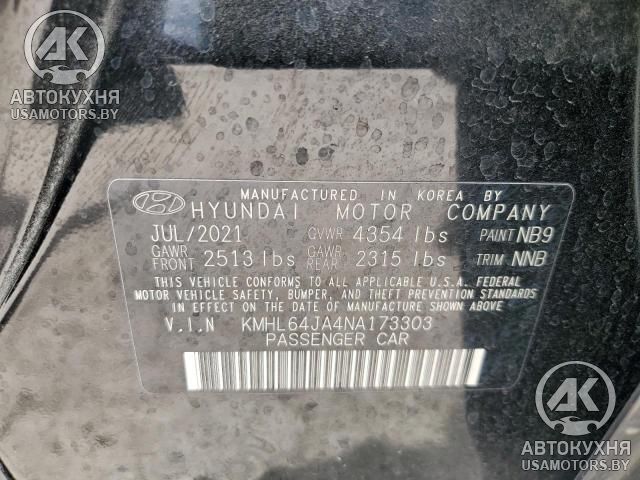 AK
АВТОКУХНЯ
USAMOTORS.BY
MANUFACTURED IN KOREA BY
HYUNDAI MOTOR COMPANY
JUL/2021 GVWR 4354 lbs PAINT NB9
GAWR FRONT 2513 lbs GAWR REAR 2315 lbs TRIM NNB
THIS VEHICLE CONFORMS TO ALL APPLICABLE U.S.A. FEDERAL
MOTOR VEHICLE SAFETY, BUMPER, AND THEFT PREVENTION STANDARDS
IN EFFECT ON THE DATE OF MANUFACTURE SHOWN ABOVE
V.I.N KMHL64JA4NA173303
PASSENGER CAR
AK
АВТОКУХНЯ
USAMOTORS.BY